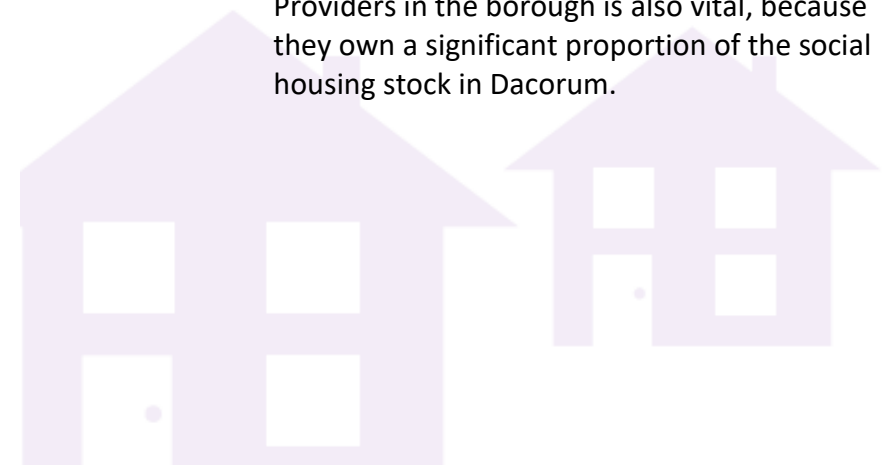 Providers in the borough is also vital, because
they own a significant proportion of the social
housing stock in Dacorum.